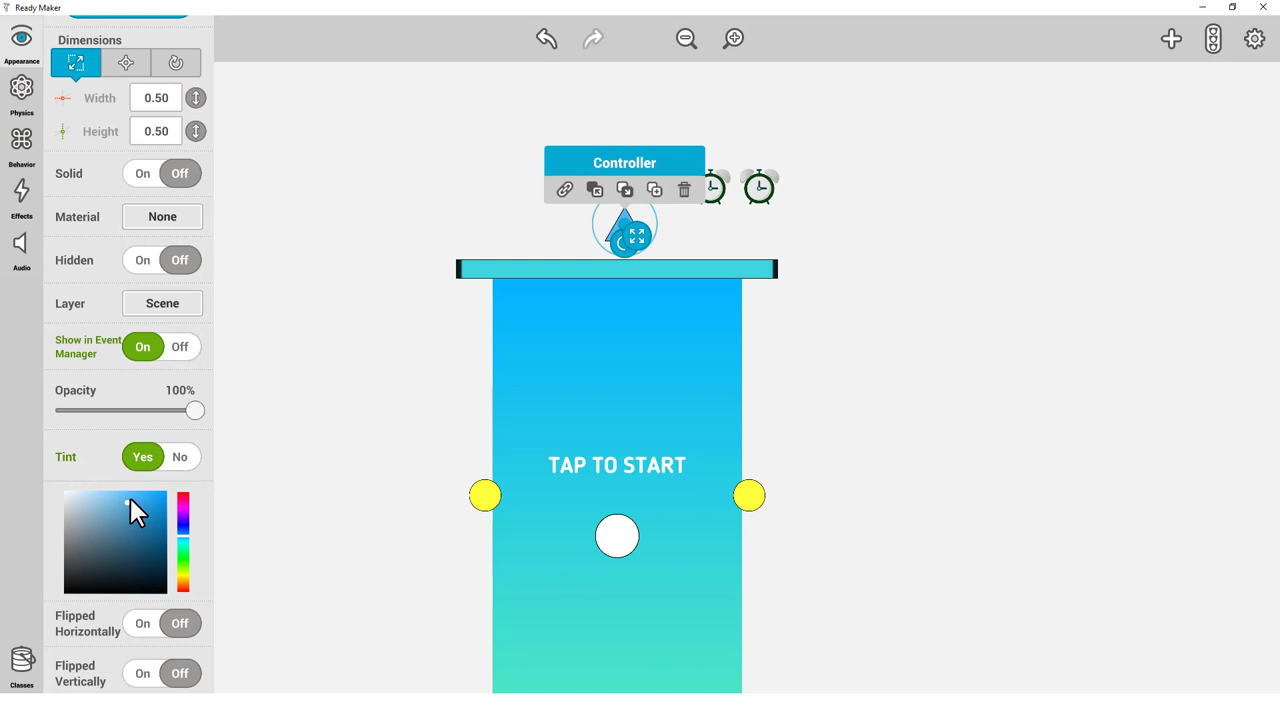 Ready Maker
Appearance
Physics
Behavior
Effects
Audio
Classes
Dimensions
Width 0.50
Height 0.50
Solid On Off
Material None
Hidden On Off
Layer Scene
Show in Event
Manager On Off
Opacity 100%
Tint Yes No
Flipped
Horizontally On Off
Flipped
Vertically On Off
Controller
TAP TO START